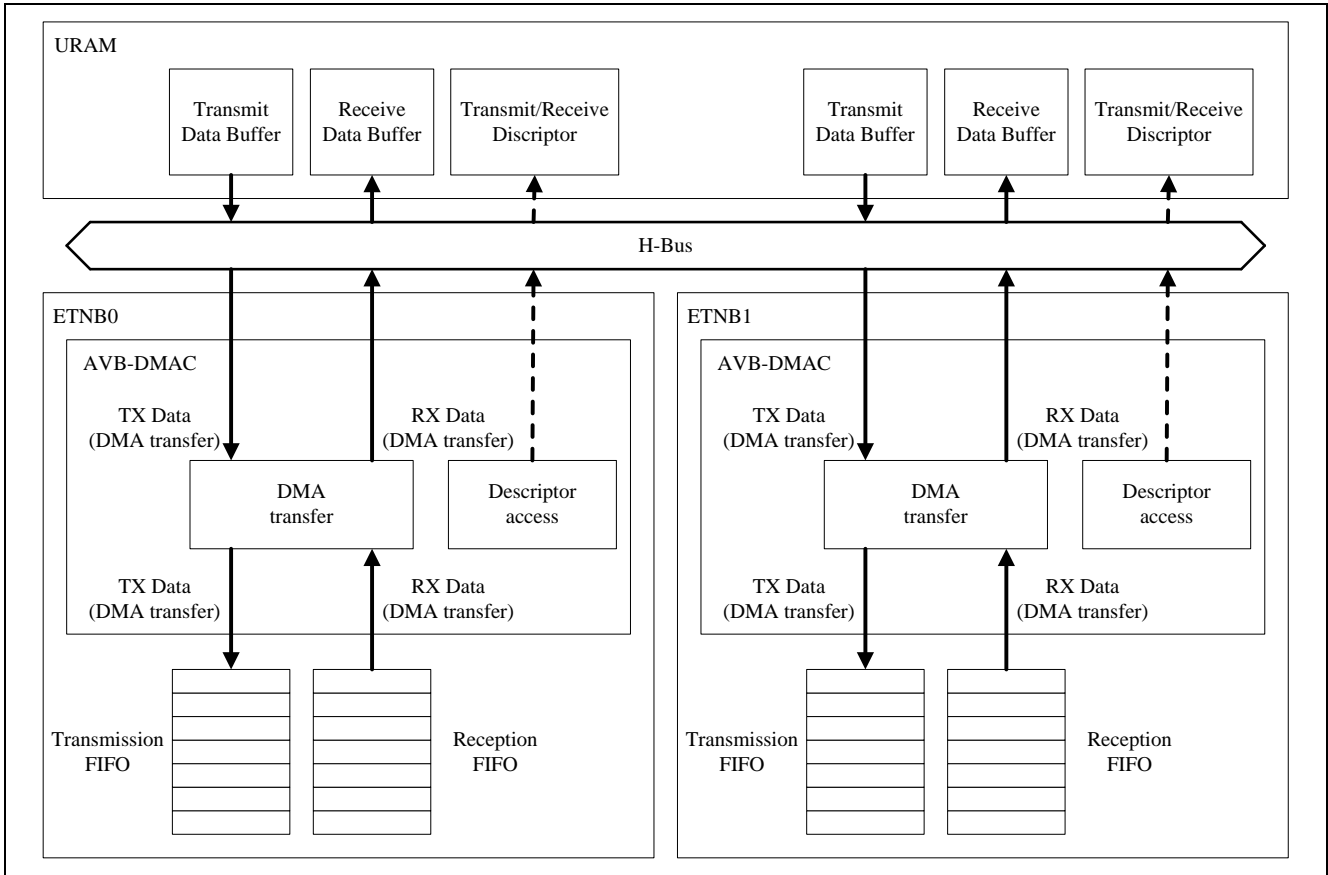 URAM
Transmit
Data Buffer
Receive
Data Buffer
Transmit/Receive
Discriptor
Transmit
Data Buffer
Receive
Data Buffer
Transmit/Receive
Discriptor
H-Bus
ETNB0
AVB-DMAC
TX Data
(DMA transfer)
RX Data
(DMA transfer)
DMA
transfer
Descriptor
access
TX Data
(DMA transfer)
RX Data
(DMA transfer)
Transmission
FIFO
Reception
FIFO
ETNB1
AVB-DMAC
TX Data
(DMA transfer)
RX Data
(DMA transfer)
DMA
transfer
Descriptor
access
TX Data
(DMA transfer)
RX Data
(DMA transfer)
Transmission
FIFO
Reception
FIFO